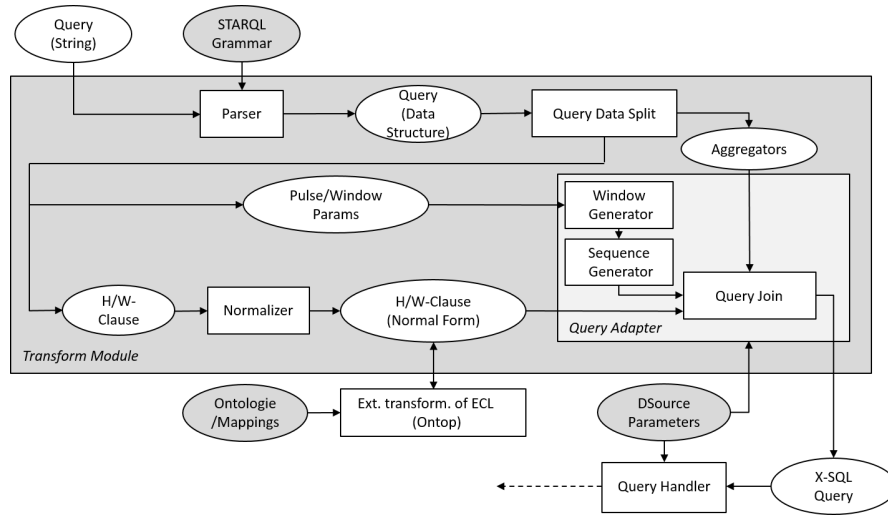 Query
(String)
STARQL
Grammar
Parser
Query
(Data
Structure)
Query Data Split
Aggregators
Pulse/Window
Params
Window
Generator
Sequence
Generator
H/W-
Clause
Normalizer
H/W-Clause
(Normal Form)
Query Join
Query Adapter
Transform Module
Ontologie
/Mappings
Ext. transform. of ECL
(Ontop)
DSource
Parameters
Query Handler
X-SQL
Query